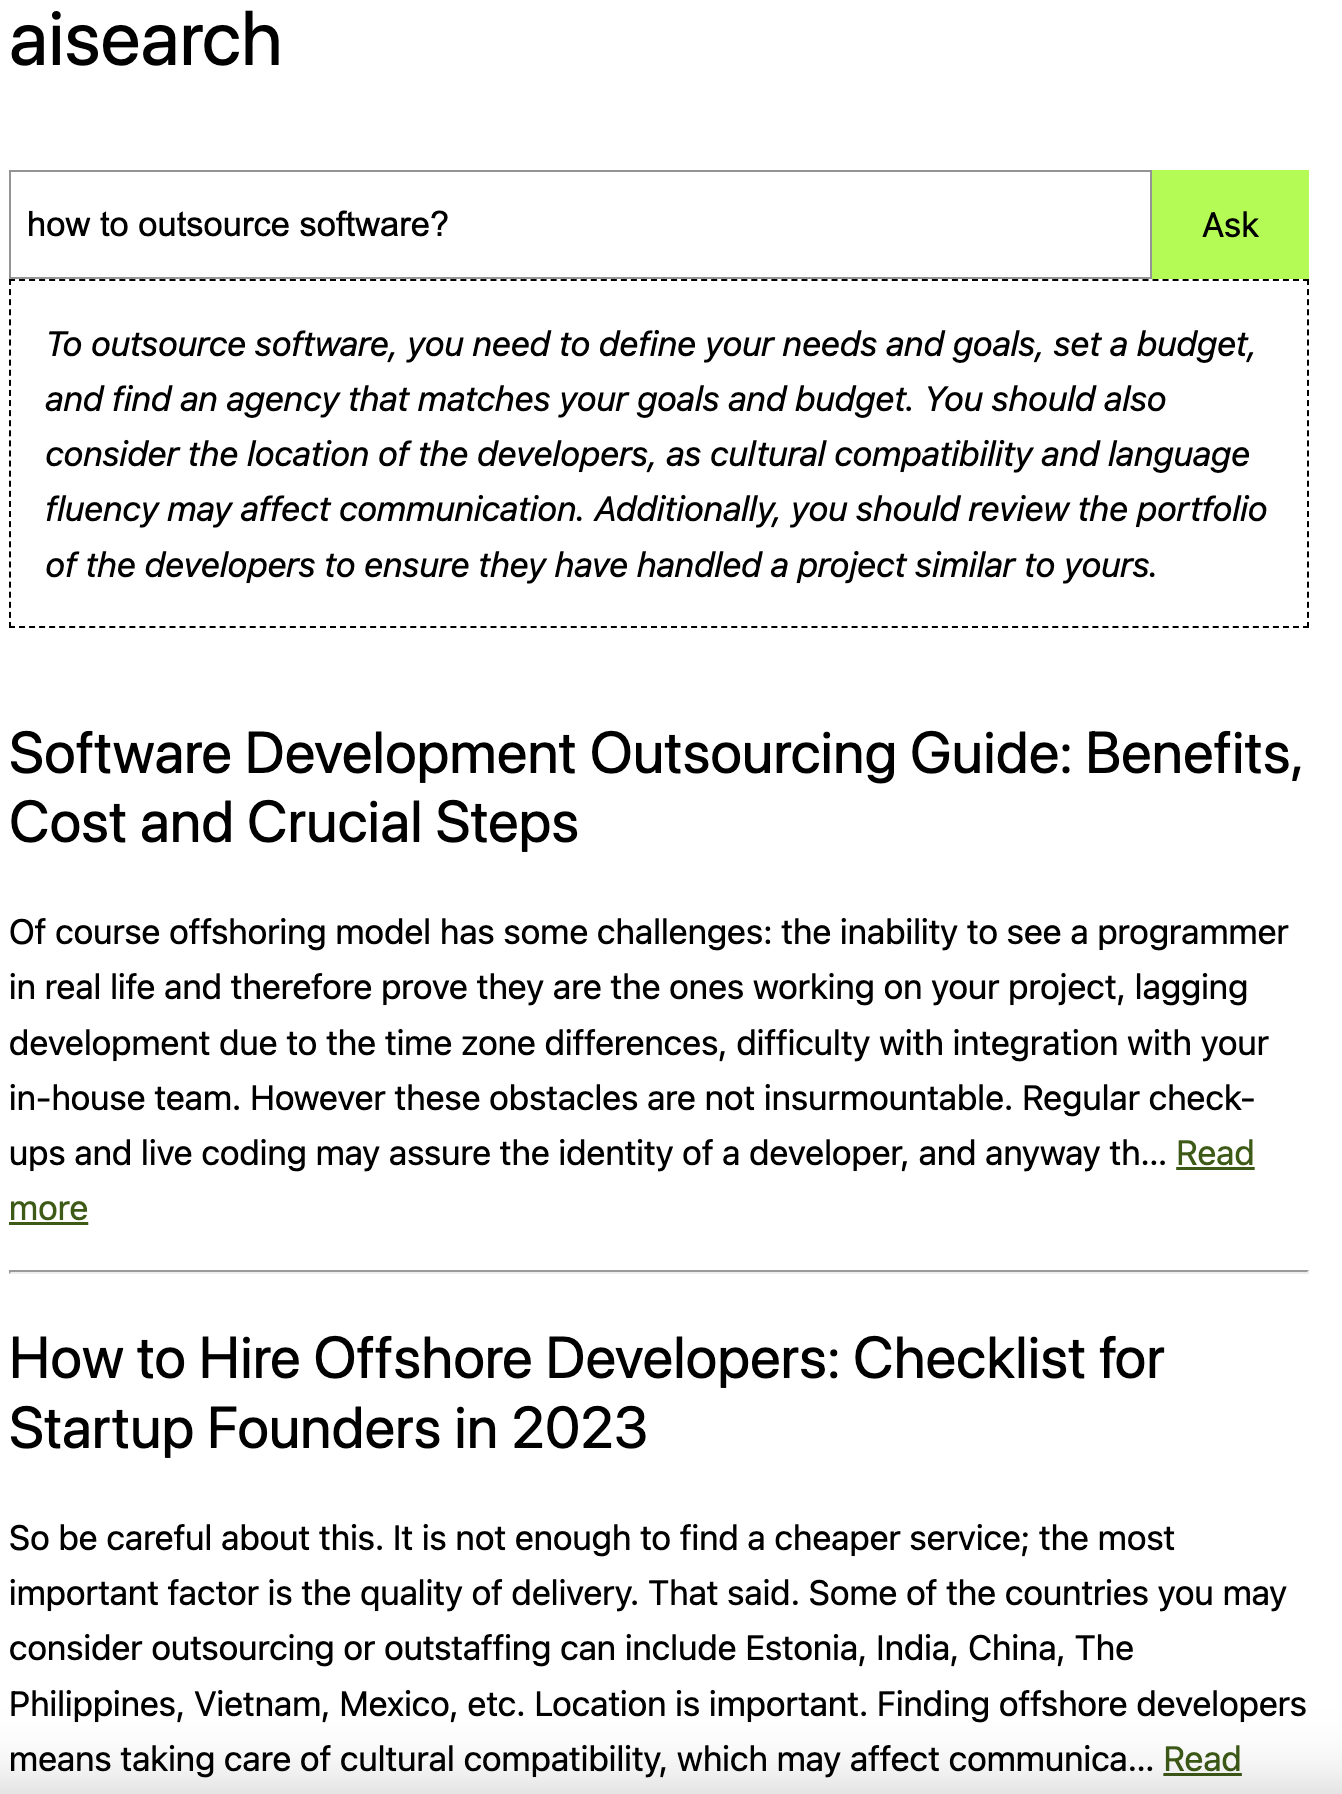 aisearch
how to outsource software?
Ask
To outsource software, you need to define your needs and goals, set a budget,
and find an agency that matches your goals and budget. You should also
consider the location of the developers, as cultural compatibility and language
fluency may affect communication. Additionally, you should review the portfolio
of the developers to ensure they have handled a project similar to yours.
Software Development Outsourcing Guide: Benefits,
Cost and Crucial Steps
Of course offshoring model has some challenges: the inability to see a programmer
in real life and therefore prove they are the ones working on your project, lagging
development due to the time zone differences, difficulty with integration with your
in-house team. However these obstacles are not insurmountable. Regular check-
ups and live coding may assure the identity of a developer, and anyway th... Read
more
How to Hire Offshore Developers: Checklist for
Startup Founders in 2023
So be careful about this. It is not enough to find a cheaper service; the most
important factor is the quality of delivery. That said. Some of the countries you may
consider outsourcing or outstaffing can include Estonia, India, China, The
Philippines, Vietnam, Mexico, etc. Location is important. Finding offshore developers
means taking care of cultural compatibility, which may affect communica... Read